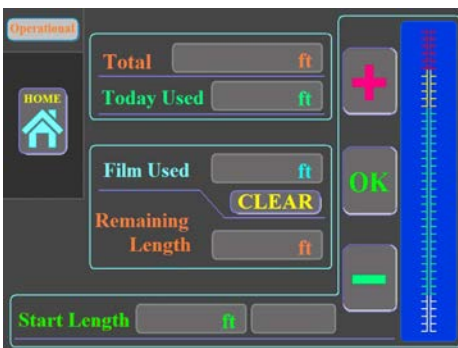 Operational
HOME
Total ft
Today Used ft
Film Used ft
CLEAR
Remaining
Length ft
Start Length ft
+
OK
-